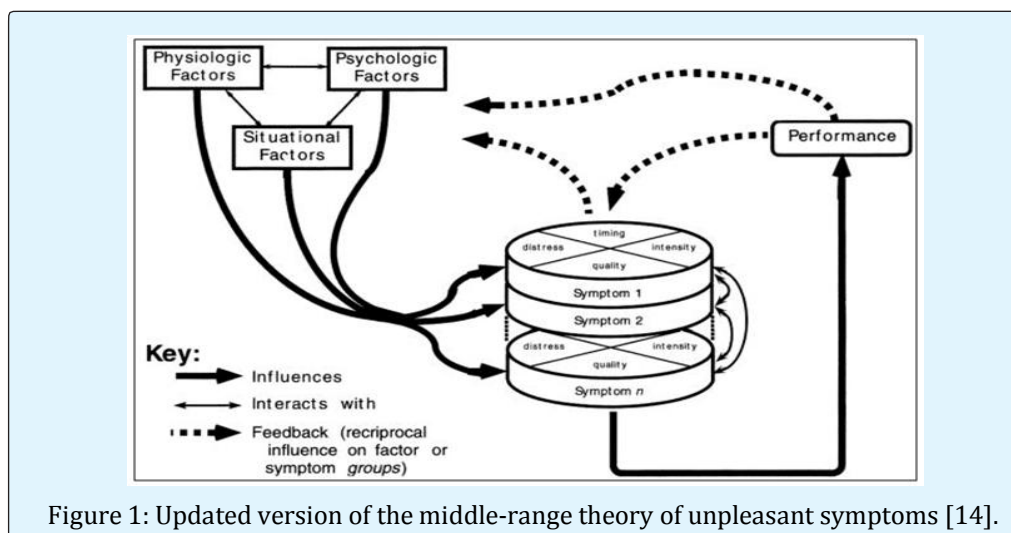 Physiologic
Factors
Psychologic
Factors
Situational
Factors
Performance
timing
distress
intensity
quality
Symptom 1
Symptom 2
distress
intensity
quality
Symptom n
Key:
Influences
Interacts with
Feedback (recriprocal
influence on factor or
symptom groups)
Figure 1: Updated version of the middle-range theory of unpleasant symptoms [14].